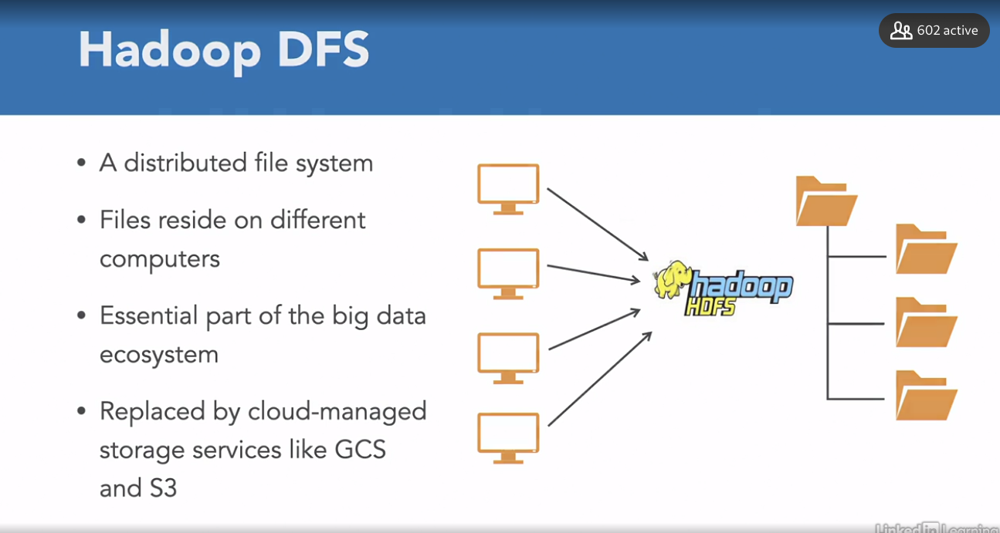 Hadoop DFS
602 active
• A distributed file system
• Files reside on different
computers
• Essential part of the big data
ecosystem
• Replaced by cloud-managed
storage services like GCS
and S3
hadoop
HDFS
Linked in Learning